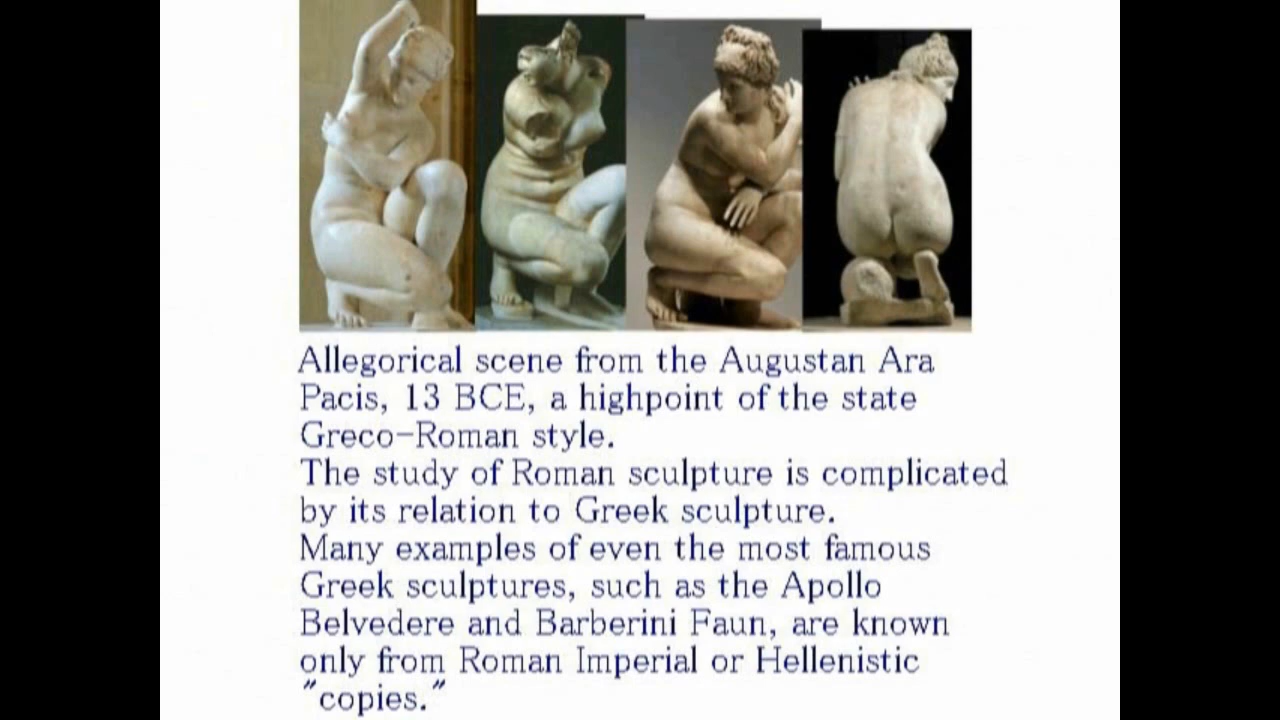 Allegorical scene from the Augustan Ara
Pacis, 13 BCE, a highpoint of the state
Greco-Roman style.
The study of Roman sculpture is complicated
by its relation to Greek sculpture.
Many examples of even the most famous
Greek sculptures, such as the Apollo
Belvedere and Barberini Faun, are known
only from Roman Imperial or Hellenistic
"copies."